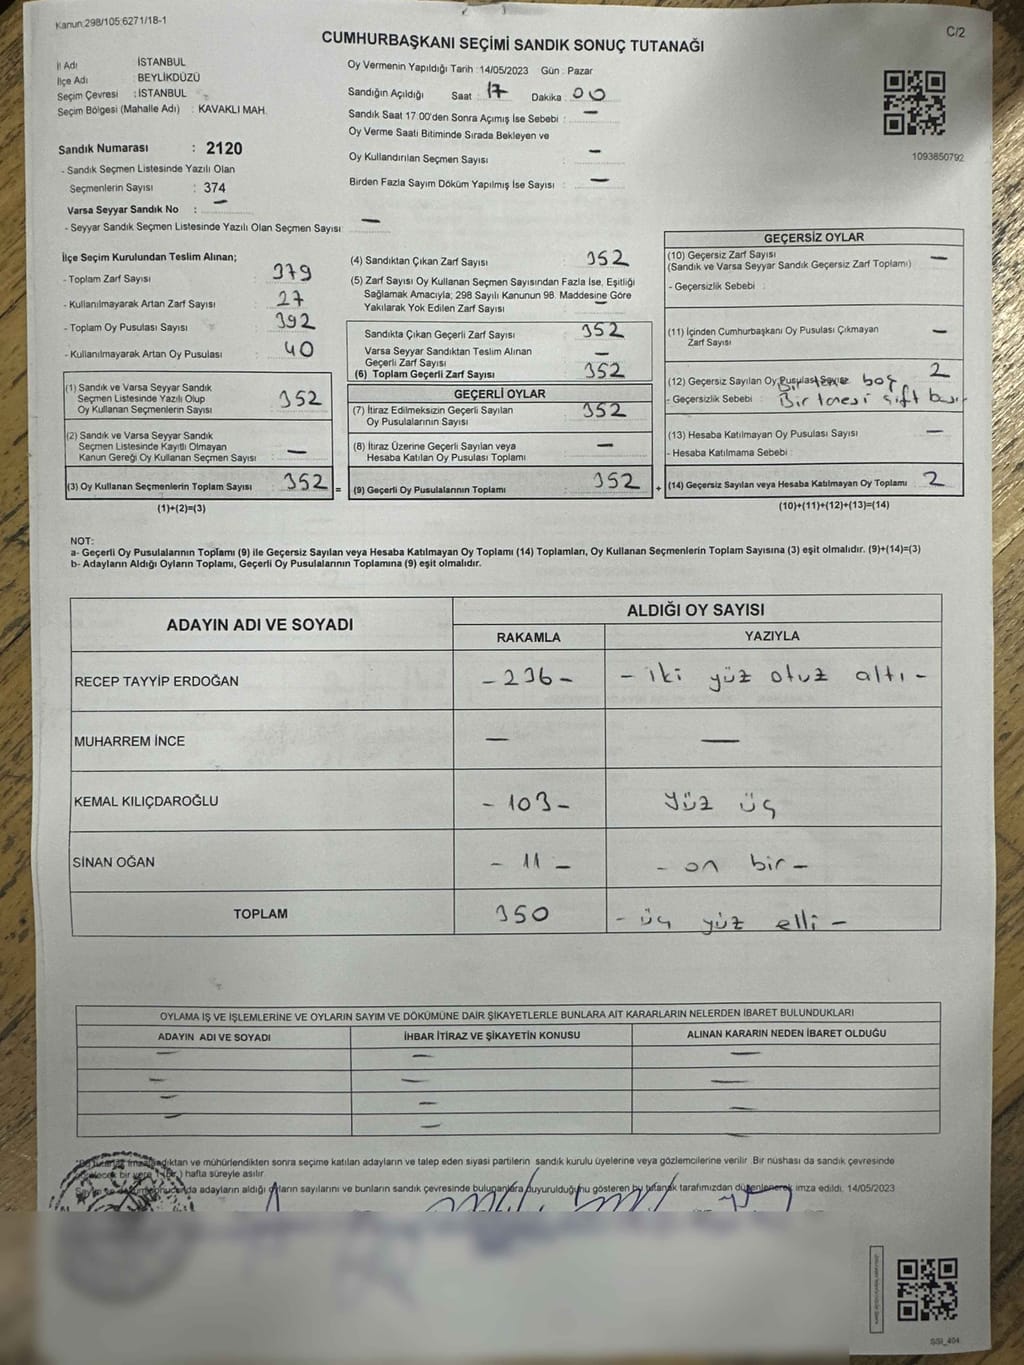 Kanun:298/105;6271/18-1
C/2
CUMHURBAŞKANI SEÇİMİ SANDIK SONUÇ TUTANAĞI
İl Adı : İSTANBUL
İlçe Adı : BEYLİKDÜZÜ
Seçim Çevresi : İSTANBUL
Seçim Bölgesi (Mahalle Adı) : KAVAKLI MAH.
Sandık Numarası : 2120
- Sandık Seçmen Listesinde Yazılı Olan
Seçmenlerin Sayısı : 374
Varsa Seyyar Sandık No : —
- Seyyar Sandık Seçmen Listesinde Yazılı Olan Seçmen Sayısı : —
Oy Vermenin Yapıldığı Tarih : 14/05/2023 Gün : Pazar
Sandığın Açıldığı Saat : 17 Dakika : 00
Sandık Saat 17:00'den Sonra Açımış İse Sebebi : —
Oy Verme Saati Bitiminde Sırada Bekleyen ve
Oy Kullandırılan Seçmen Sayısı : —
Birden Fazla Sayım Döküm Yapılmış İse Sayısı : —
1093850792
İlçe Seçim Kurulundan Teslim Alınan;
- Toplam Zarf Sayısı : 379
- Kullanılmayarak Artan Zarf Sayısı : 27
- Toplam Oy Pusulası Sayısı : 392
- Kullanılmayarak Artan Oy Pusulası : 40
(1) Sandık ve Varsa Seyyar Sandık
Seçmen Listesinde Yazılı Olup
Oy Kullanan Seçmenlerin Sayısı : 352
(2) Sandık ve Varsa Seyyar Sandık
Seçmen Listesinde Kayıtlı Olmayan
Kanun Gereği Oy Kullanan Seçmen Sayısı : —
(3) Oy Kullanan Seçmenlerin Toplam Sayısı : 352 =
(1)+(2)=(3)
(4) Sandıktan Çıkan Zarf Sayısı : 352
(5) Zarf Sayısı Oy Kullanan Seçmen Sayısından Fazla İse, Eşitliği
Sağlamak Amacıyla; 298 Sayılı Kanunun 98. Maddesine Göre
Yakılarak Yok Edilen Zarf Sayısı : —
Sandıkta Çıkan Geçerli Zarf Sayısı : 352
Varsa Seyyar Sandıktan Teslim Alınan
Geçerli Zarf Sayısı : —
(6) Toplam Geçerli Zarf Sayısı : 352
GEÇERLİ OYLAR
(7) İtiraz Edilmeksizin Geçerli Sayılan
Oy Pusulalarının Sayısı : 352
(8) İtiraz Üzerine Geçerli Sayılan veya
Hesaba Katılan Oy Pusulası Toplamı : —
(9) Geçerli Oy Pusulalarının Toplamı : 352 +
GEÇERSİZ OYLAR
(10) Geçersiz Zarf Sayısı
(Sandık ve Varsa Seyyar Sandık Geçersiz Zarf Toplamı) : —
- Geçersizlik Sebebi :
(11) İçinden Cumhurbaşkanı Oy Pusulası Çıkmayan
Zarf Sayısı : —
(12) Geçersiz Sayılan Oy Pusulası Sayısı boş 2
- Geçersizlik Sebebi : Bir tanesi çift bası
(13) Hesaba Katılmayan Oy Pusulası Sayısı : —
- Hesaba Katılmama Sebebi :
(14) Geçersiz Sayılan veya Hesaba Katılmayan Oy Toplamı : 2
(10)+(11)+(12)+(13)=(14)
NOT:
a- Geçerli Oy Pusulalarının Toplamı (9) ile Geçersiz Sayılan veya Hesaba Katılmayan Oy Toplamı (14) Toplamları, Oy Kullanan Seçmenlerin Toplam Sayısına (3) eşit olmalıdır. (9)+(14)=(3)
b- Adayların Aldığı Oyların Toplamı, Geçerli Oy Pusulalarının Toplamına (9) eşit olmalıdır.
ADAYIN ADI VE SOYADI
ALDIĞI OY SAYISI
RAKAMLA YAZIYLA
RECEP TAYYİP ERDOĞAN - 236 - - iki yüz otuz altı -
MUHARREM İNCE — —
KEMAL KILIÇDAROĞLU - 103 - yüz üç
SİNAN OĞAN - 11 - - on bir -
TOPLAM 350 - üç yüz elli -
OYLAMA İŞ VE İŞLEMLERİNE VE OYLARIN SAYIM VE DÖKÜMÜNE DAİR ŞİKAYETLERLE BUNLARA AİT KARARLARIN NELERDEN İBARET BULUNDUKLARI
ADAYIN ADI VE SOYADI İHBAR İTİRAZ VE ŞİKAYETİN KONUSU ALINAN KARARIN NEDEN İBARET OLDUĞU
— — —
— — —
— — —
— — —
ve mühürlendikten sonra seçime katılan adayların ve talep eden siyasi partilerin sandık kurulu üyelerine veya gözlemcilerine verilir. Bir nüshası da sandık çevresinde
bir yere hafta süreyle asılır.
adayların aldığı oyların sayılarını ve bunların sandık çevresinde bulunanlara duyurulduğunu gösteren bu tutanak tarafımızdan düzenlenerek imza edildi. 14/05/2023
SSI_404